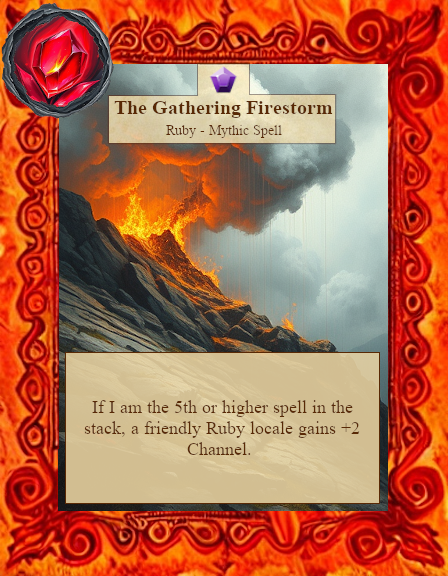 The Gathering Firestorm
Ruby - Mythic Spell
If I am the 5th or higher spell in the
stack, a friendly Ruby locale gains +2
Channel.